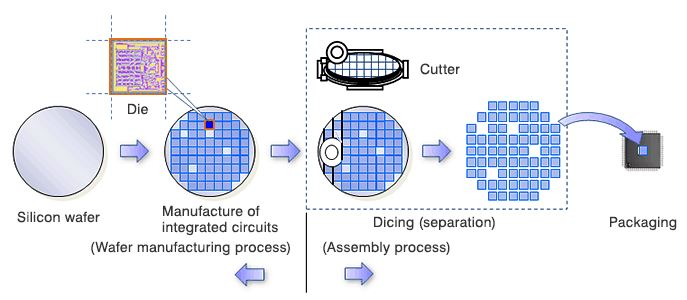 Cutter
Die
Silicon wafer
Manufacture of
integrated circuits
(Wafer manufacturing process)
Dicing (separation)
(Assembly process)
Packaging